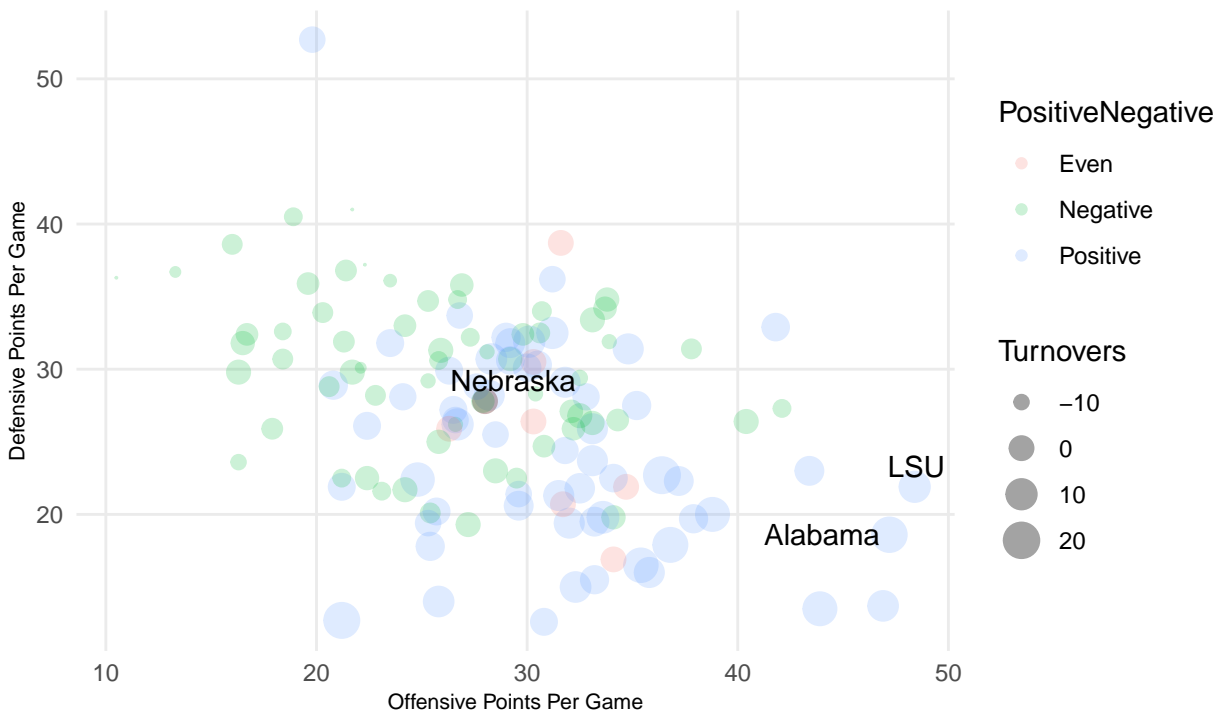 50
40
30
20
Defensive Points Per Game
Nebraska
LSU
Alabama
10
20
30
40
50
Offensive Points Per Game
PositiveNegative
Even
Negative
Positive
Turnovers
−10
0
10
20